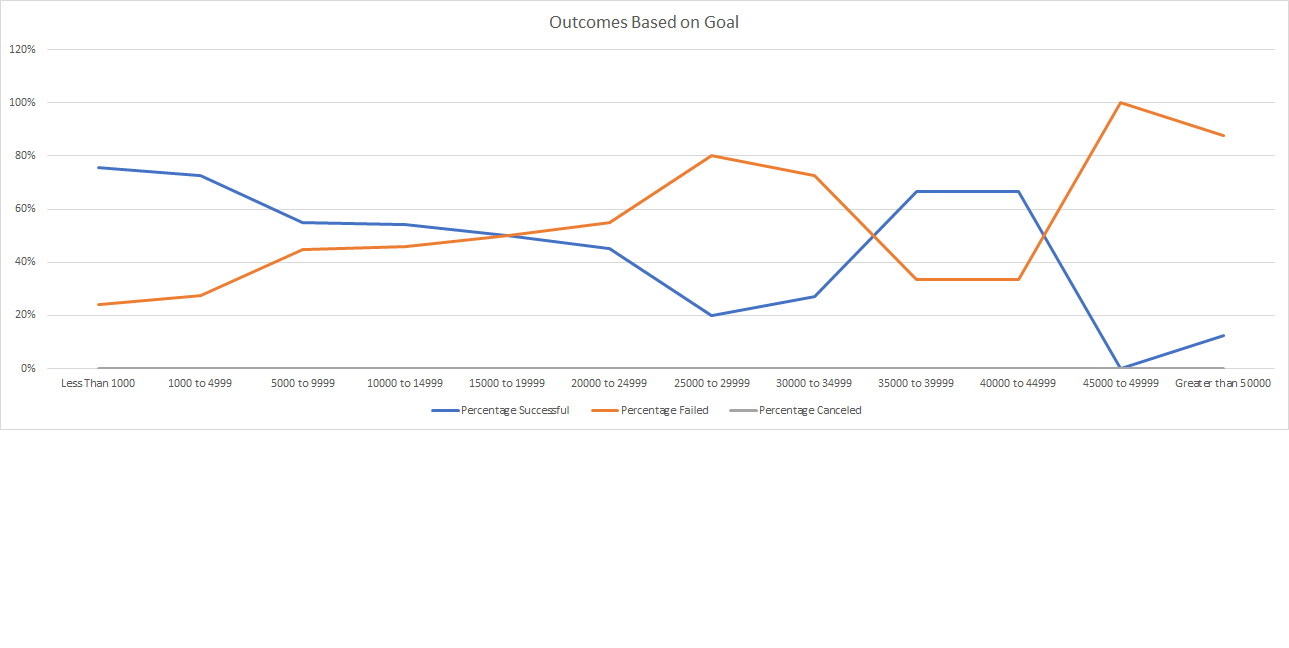 Outcomes Based on Goal
120%
100%
80%
60%
40%
20%
0%
Less Than 1000 1000 to 4999 5000 to 9999 10000 to 14999 15000 to 19999 20000 to 24999 25000 to 29999 30000 to 34999 35000 to 39999 40000 to 44999 45000 to 49999 Greater than 50000
Percentage Successful Percentage Failed Percentage Canceled